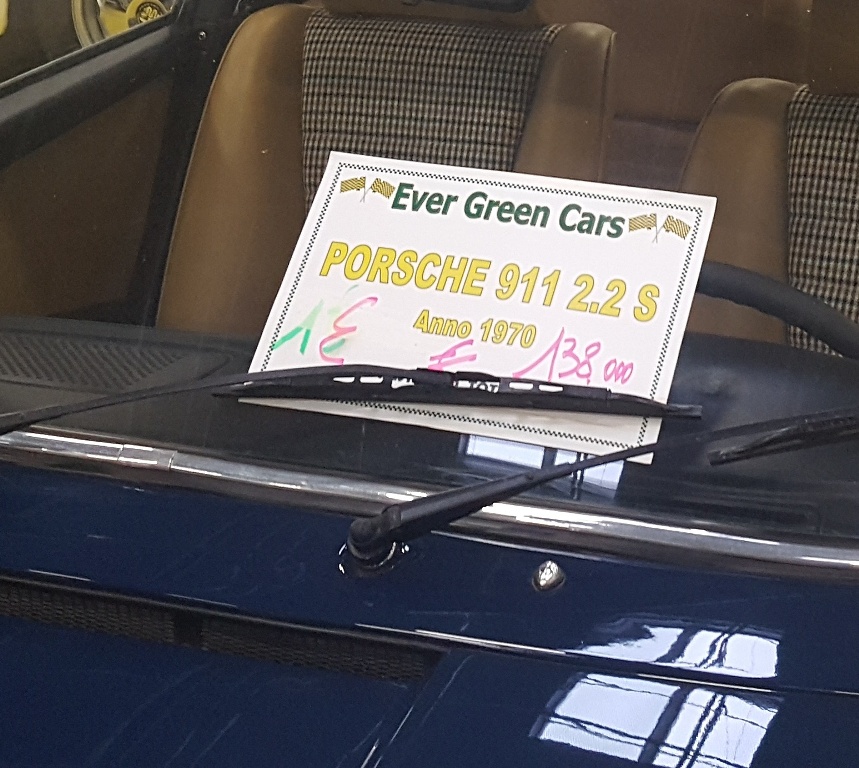 Ever Green Cars
PORSCHE 911 2.2 S
Anno 1970
€ 138.000